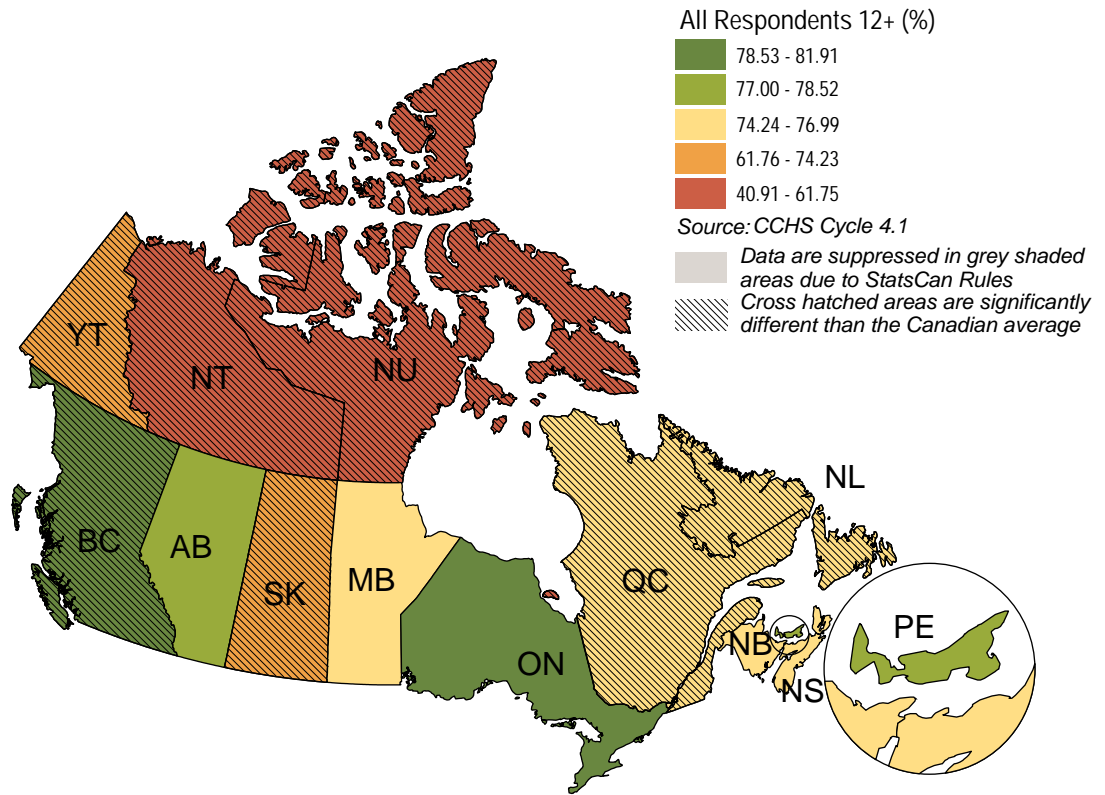 All Respondents 12+ (%)
78.53 - 81.91
77.00 - 78.52
74.24 - 76.99
61.76 - 74.23
40.91 - 61.75
Source: CCHS Cycle 4.1
Data are suppressed in grey shaded
areas due to StatsCan Rules
Cross hatched areas are significantly
different than the Canadian average
YT
NT
NU
NL
BC
AB
SK
MB
QC
ON
NB
NS
PE